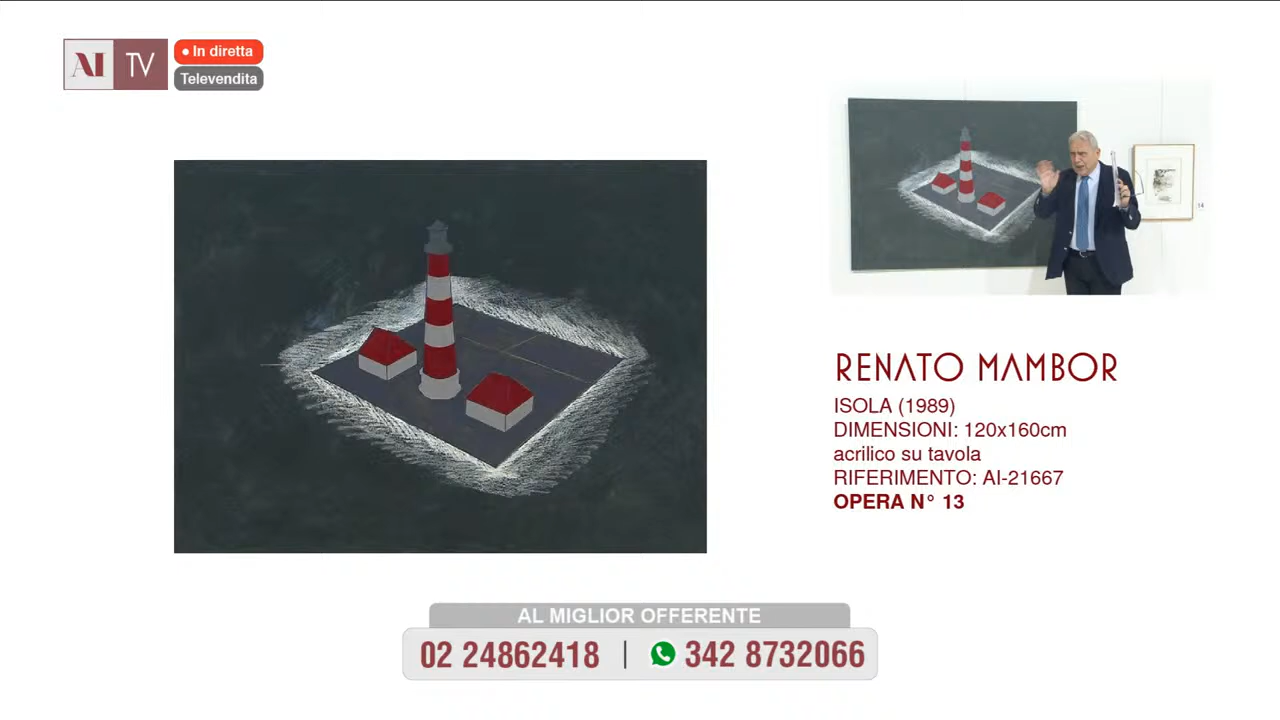 AI TV
● In diretta
Televendita
14
RENATO MAMBOR
ISOLA (1989)
DIMENSIONI: 120x160cm
acrilico su tavola
RIFERIMENTO: AI-21667
OPERA N° 13
AL MIGLIOR OFFERENTE
02 24862418 | 342 8732066